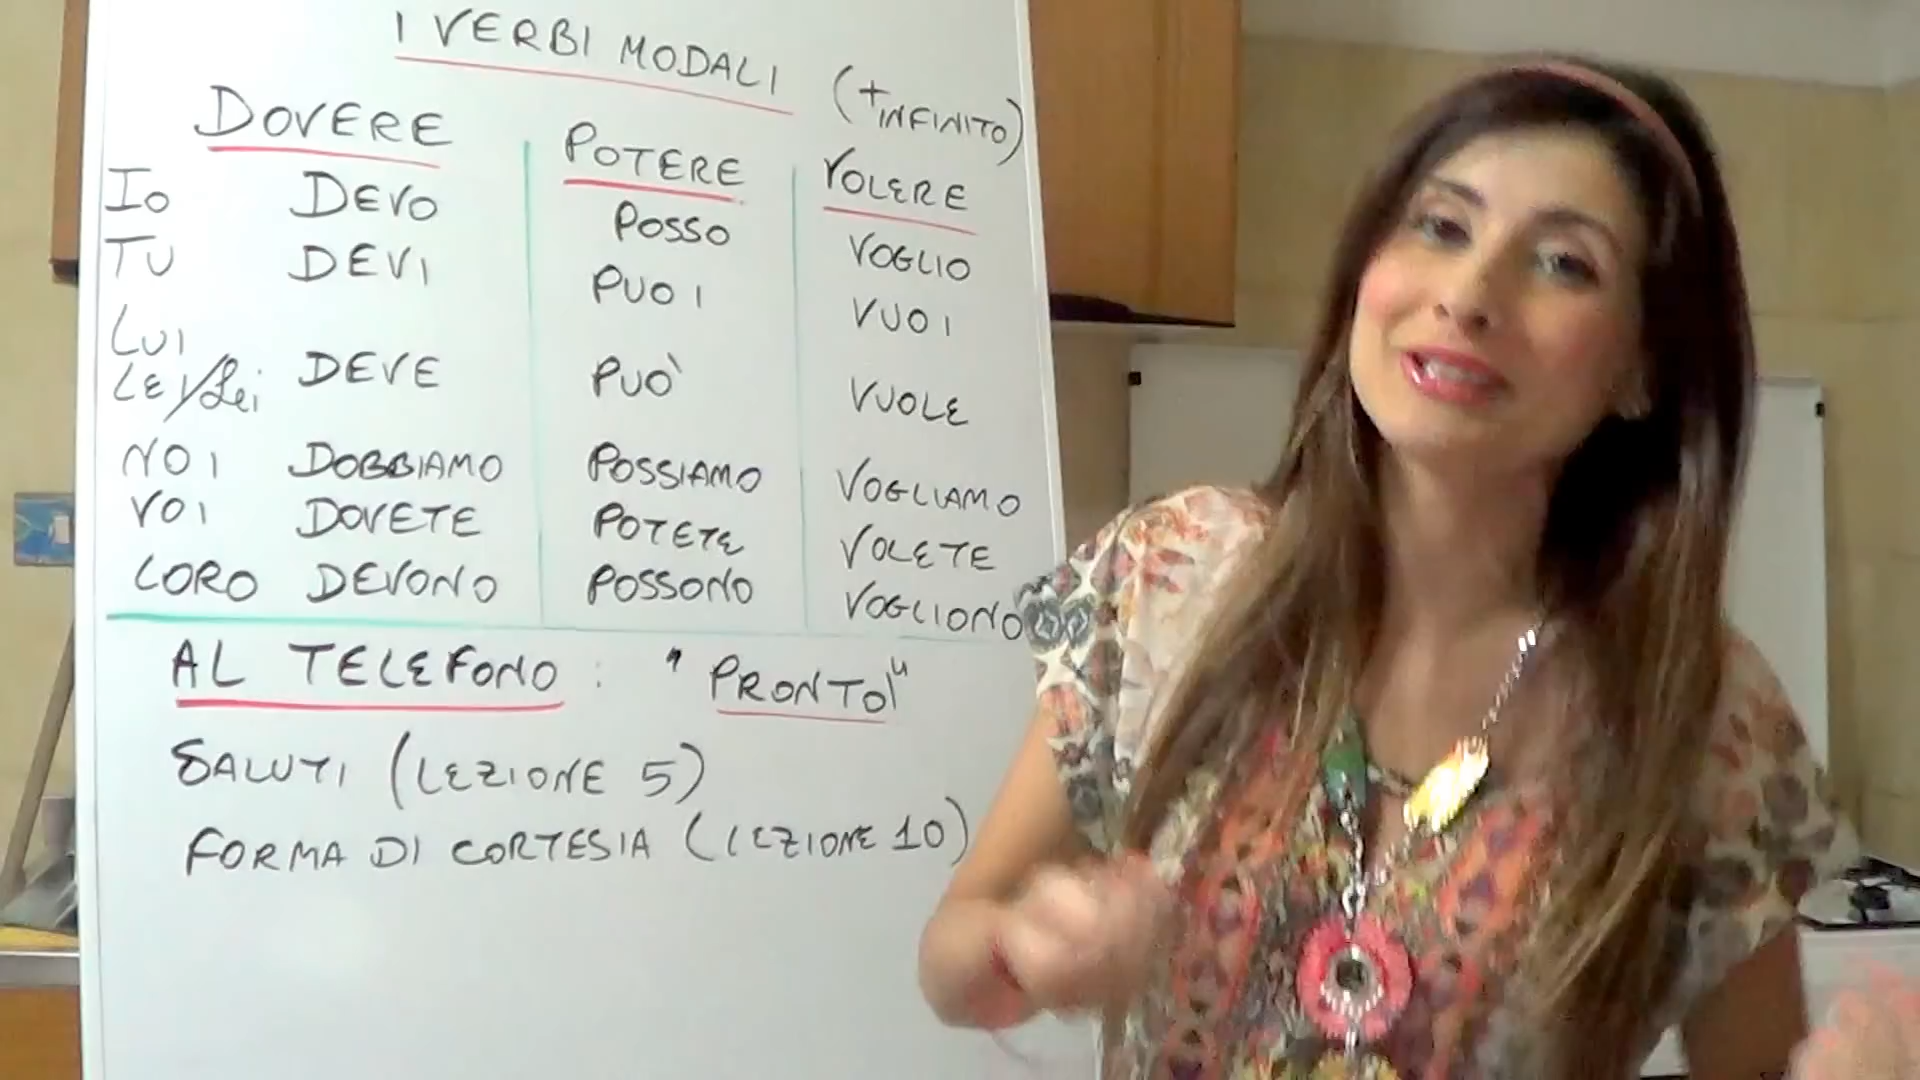 I VERBI MODALI (+ INFINITO)
DOVERE POTERE VOLERE
IO DEVO POSSO VOGLIO
TU DEVI PUOI VUOI
LUI
LEI/Lei DEVE PUÒ VUOLE
NOI DOBBIAMO POSSIAMO VOGLIAMO
VOI DOVETE POTETE VOLETE
LORO DEVONO POSSONO VOGLIONO
AL TELEFONO : "PRONTO!"
SALUTI (LEZIONE 5)
FORMA DI CORTESIA (LEZIONE 10)